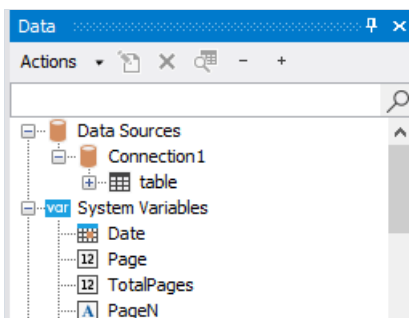 Data
Actions - +
Data Sources
Connection1
table
var System Variables
Date
12 Page
12 TotalPages
A PageN